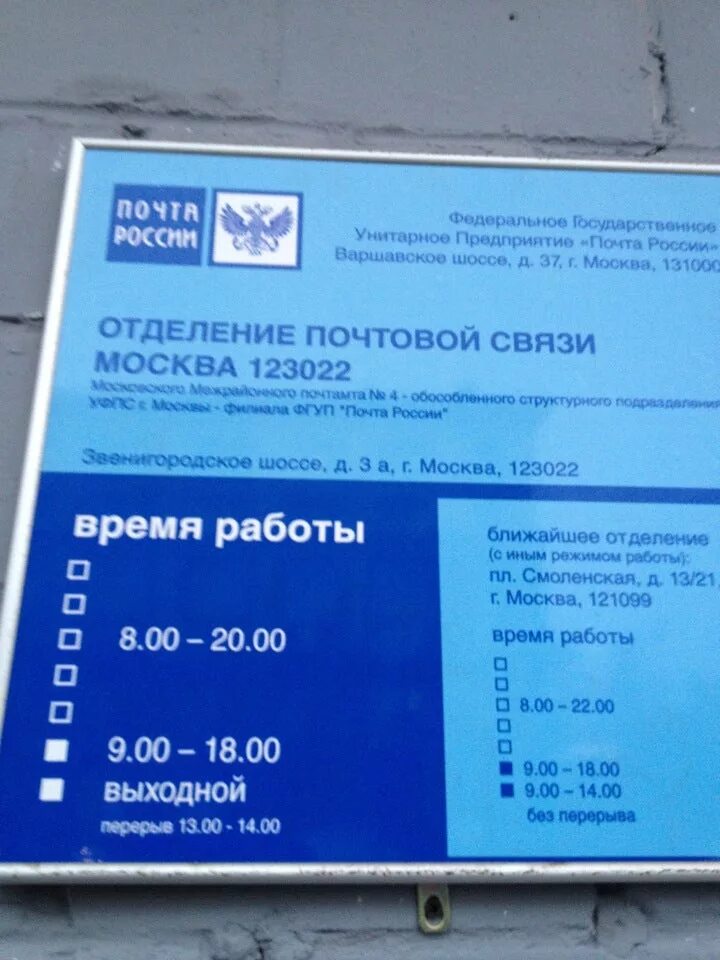 ПОЧТА
РОССИИ
Федеральное Государственное
Унитарное Предприятие «Почта России»
Варшавское шоссе, д. 37, г. Москва, 131000
ОТДЕЛЕНИЕ ПОЧТОВОЙ СВЯЗИ
МОСКВА 123022
Московского Межрайонного почтамта № 4 - обособленного структурного подразделения
УФПС г. Москвы - филиала ФГУП "Почта России"
Звенигородское шоссе, д. 3 а, г. Москва, 123022
время работы
8.00 – 20.00
9.00 – 18.00
выходной
перерыв 13.00 - 14.00
ближайшее отделение
(с иным режимом работы):
пл. Смоленская, д. 13/21,
г. Москва, 121099
время работы
8.00 – 22.00
9.00 – 18.00
9.00 – 14.00
без перерыва